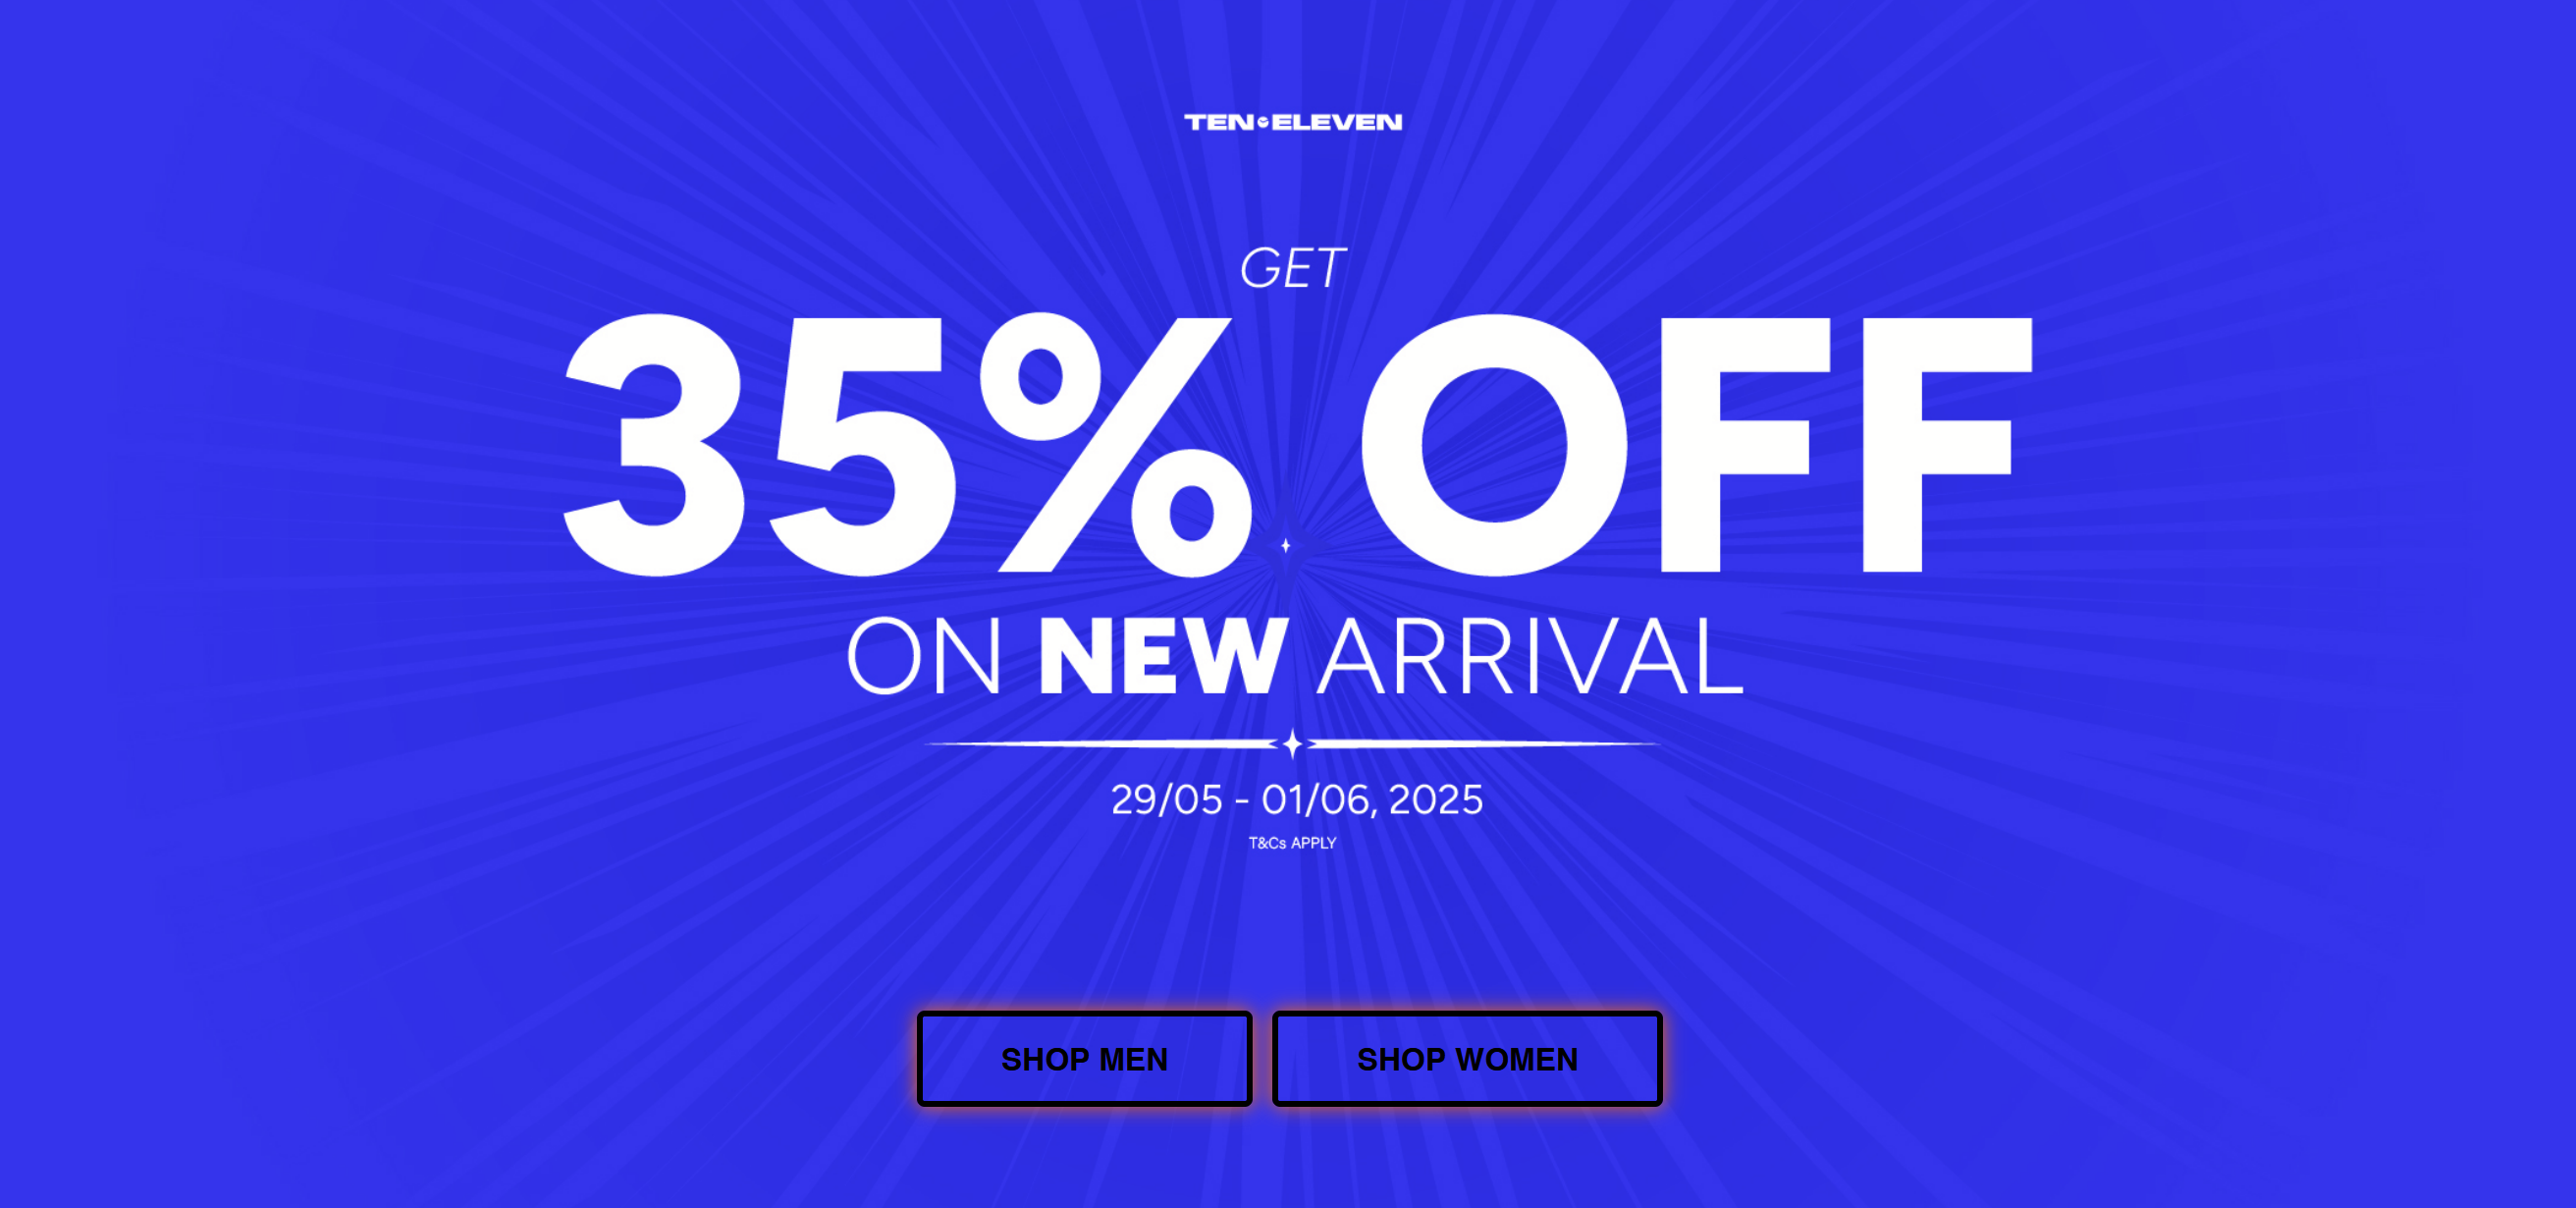 TEN ELEVEN
GET
35% OFF
ON NEW ARRIVAL
29/05 - 01/06, 2025
T&Cs APPLY
SHOP MEN
SHOP WOMEN